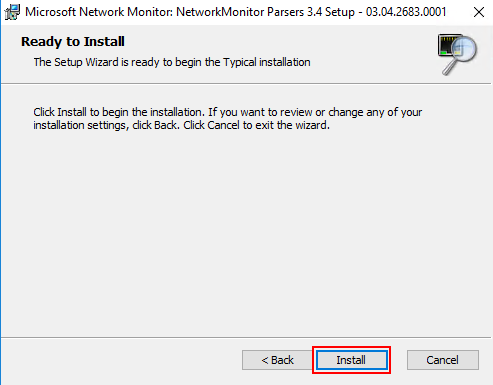 Microsoft Network Monitor: NetworkMonitor Parsers 3.4 Setup - 03.04.2683.0001
Ready to Install
The Setup Wizard is ready to begin the Typical installation
Click Install to begin the installation. If you want to review or change any of your
installation settings, click Back. Click Cancel to exit the wizard.
< Back
Install
Cancel